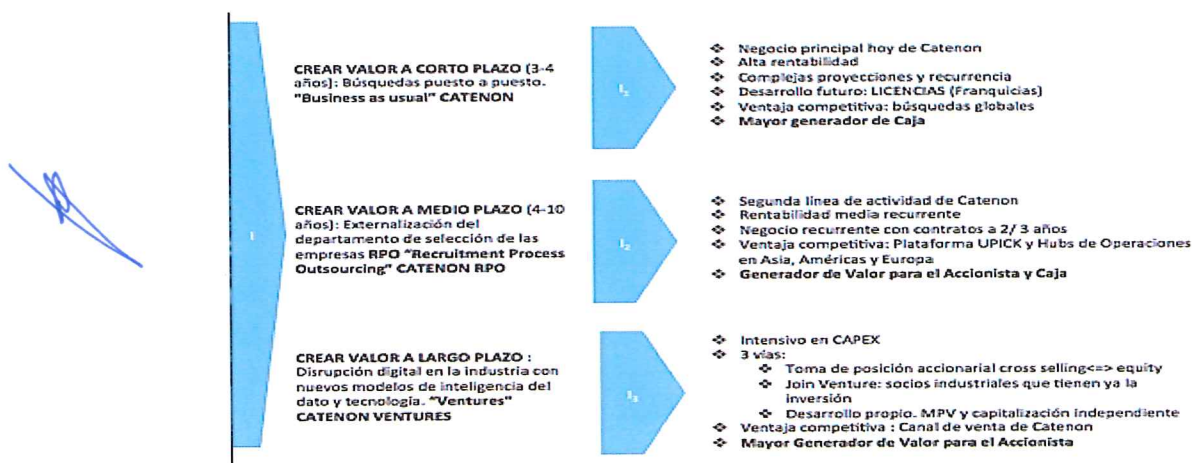 CREAR VALOR A CORTO PLAZO (3-4
años): Búsquedas puesto a puesto.
"Business as usual" CATENON
I₁
❖ Negocio principal hoy de Catenon
❖ Alta rentabilidad
❖ Complejas proyecciones y recurrencia
❖ Desarrollo futuro: LICENCIAS (Franquicias)
❖ Ventaja competitiva: búsquedas globales
❖ Mayor generador de Caja
I
CREAR VALOR A MEDIO PLAZO (4-10
años): Externalización del
departamento de selección de las
empresas RPO "Recruitment Process
Outsourcing" CATENON RPO
I₂
❖ Segunda linea de actividad de Catenon
❖ Rentabilidad media recurrente
❖ Negocio recurrente con contratos a 2/ 3 años
❖ Ventaja competitiva: Plataforma UPICK y Hubs de Operaciones
en Asia, Américas y Europa
❖ Generador de Valor para el Accionista y Caja
CREAR VALOR A LARGO PLAZO :
Disrupción digital en la industria con
nuevos modelos de inteligencia del
dato y tecnología. "Ventures"
CATENON VENTURES
I₃
❖ Intensivo en CAPEX
❖ 3 vías:
❖ Toma de posición accionarial cross selling<=> equity
❖ Join Venture: socios industriales que tienen ya la
inversión
❖ Desarrollo propio. MPV y capitalización independiente
❖ Ventaja competitiva : Canal de venta de Catenon
❖ Mayor Generador de Valor para el Accionista